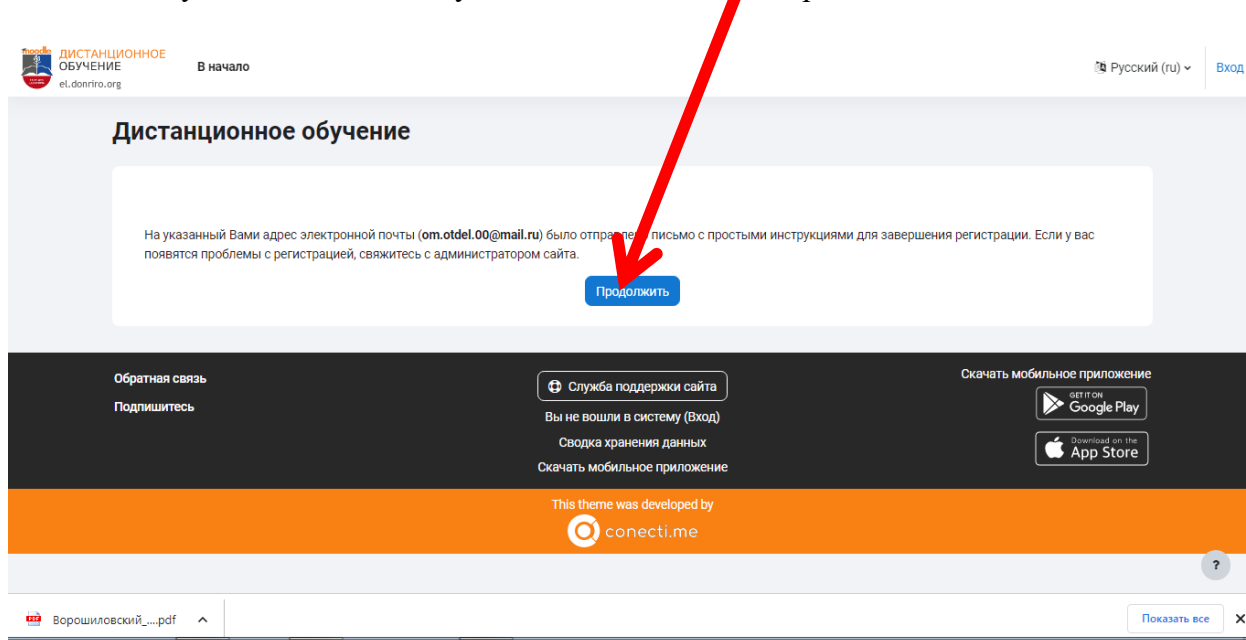 moodle
ДИСТАНЦИОННОЕ
ОБУЧЕНИЕ
el.donriro.org
В начало
Русский (ru)
Вход
Дистанционное обучение
На указанный Вами адрес электронной почты (om.otdel.00@mail.ru) было отправлено письмо с простыми инструкциями для завершения регистрации. Если у вас
появятся проблемы с регистрацией, свяжитесь с администратором сайта.
Продолжить
Обратная связь
Подпишитесь
Служба поддержки сайта
Вы не вошли в систему (Вход)
Сводка хранения данных
Скачать мобильное приложение
Скачать мобильное приложение
GET IT ON
Google Play
Download on the
App Store
This theme was developed by
conecti.me
?
PDF
Ворошиловский_....pdf
Показать все